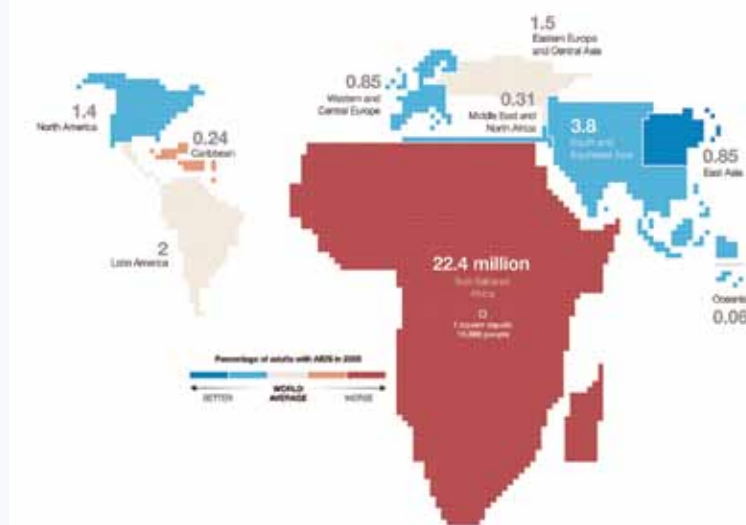 1.5
Eastern Europe
and Central Asia
0.85
Western and
Central Europe
0.31
Middle East and
North Africa
1.4
North America
0.24
Caribbean
3.8
South and
Southeast Asia
0.85
East Asia
2
Latin America
22.4 million
Sub-Saharan
Africa
1 square equals
people
Oceania
0.06
Percentage of adults with AIDS in
BETTER
WORLD
AVERAGE
WORSE